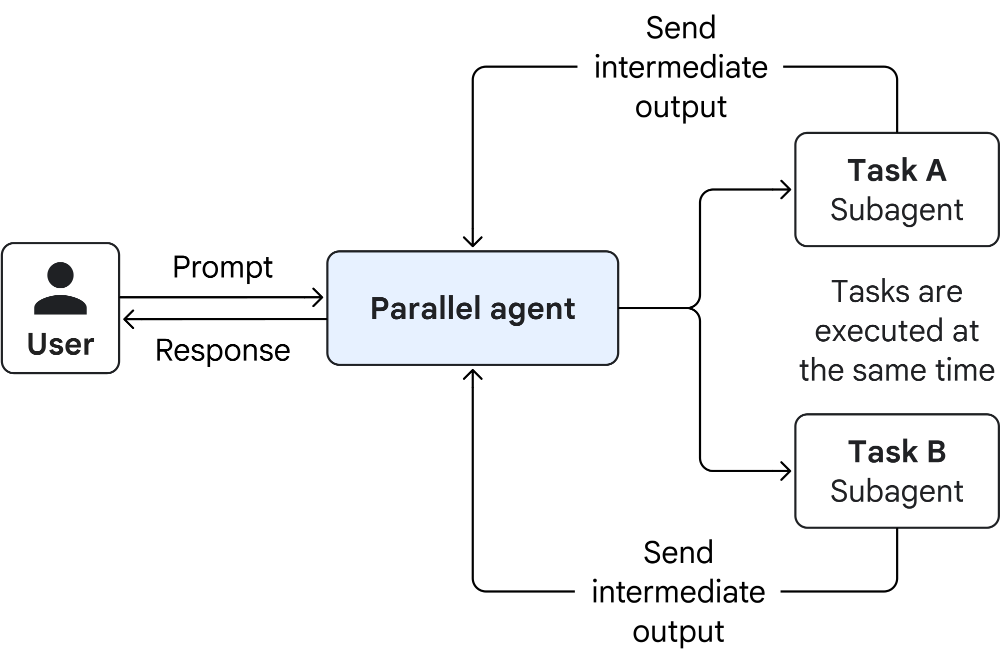 Send
intermediate
output
Task A
Subagent
Prompt
User
Response
Parallel agent
Tasks are
executed at
the same time
Task B
Subagent
Send
intermediate
output